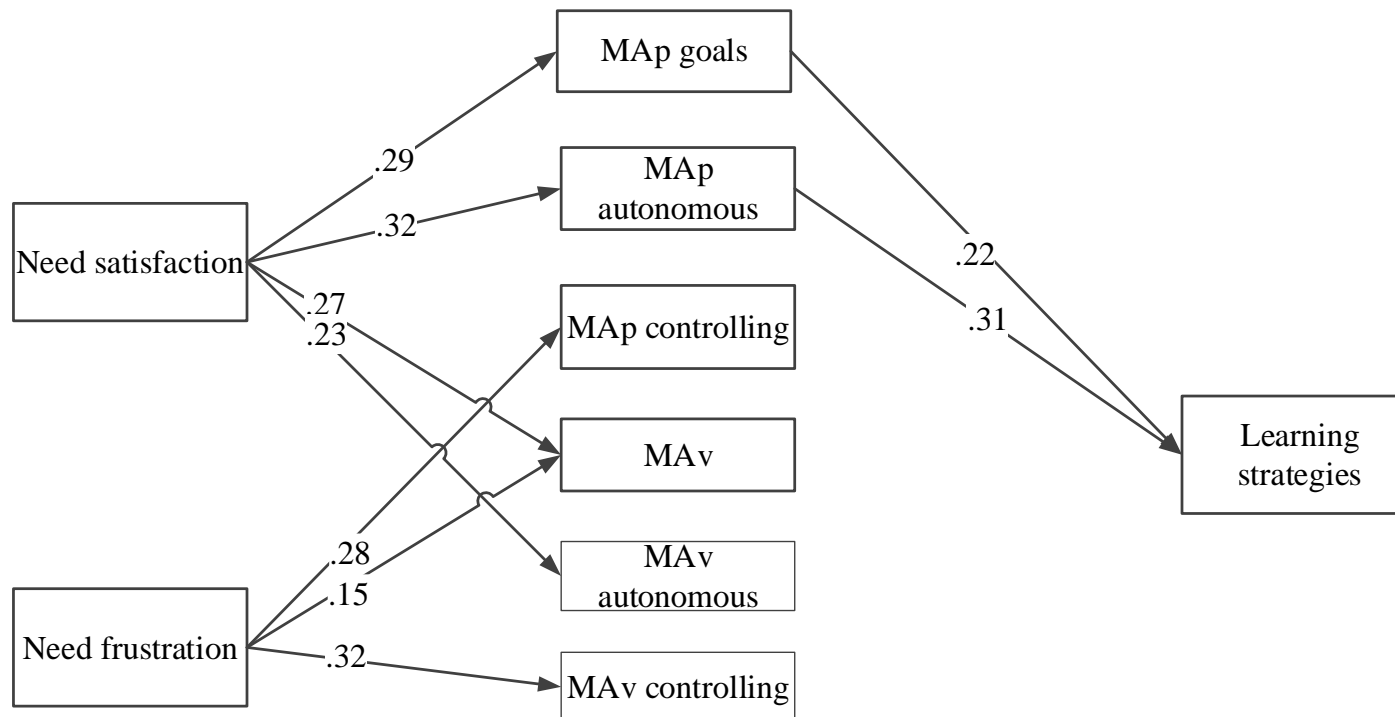 MAp goals
.29
MAp
autonomous
.32
Need satisfaction
.22
.27
MAp controlling
.31
.23
MAv
Learning
strategies
.28
MAv
autonomous
.15
Need frustration
.32
MAv controlling